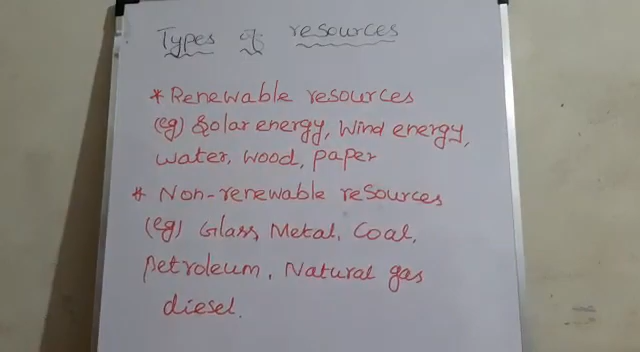 Types of resources
* Renewable resources
(eg) Solar energy, wind energy,
water, wood, paper
* Non-renewable resources
(eg) Glass, Metal, Coal,
petroleum, Natural gas
diesel.